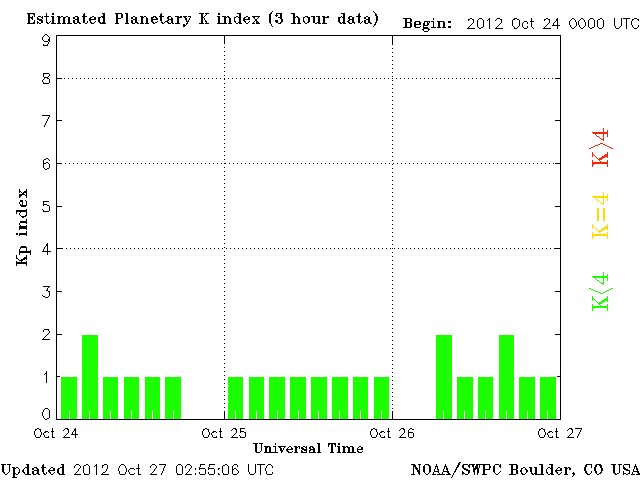 Estimated Planetary K index (3 hour data) Begin: 2012 Oct 24 0000 UTC
9
8
7
6
5
4
3
2
1
0
Kp index
K>4
K=4
K<4
Oct 24 Oct 25 Oct 26 Oct 27
Universal Time
Updated 2012 Oct 27 02:55:06 UTC NOAA/SWPC Boulder, CO USA